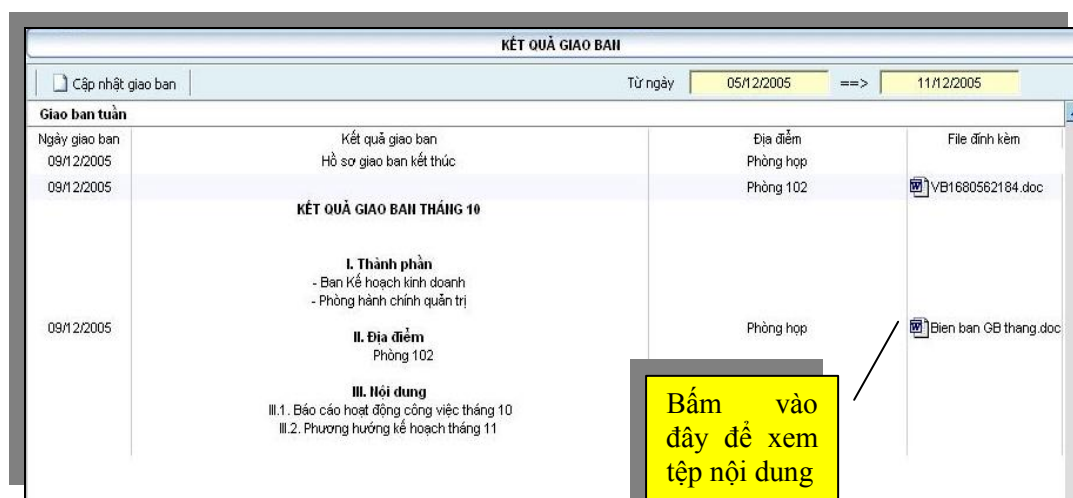 KẾT QUẢ GIAO BAN
Cập nhật giao ban Từ ngày 05/12/2005 ==> 11/12/2005
Giao ban tuần
Ngày giao ban Kết quả giao ban Địa điểm File đính kèm
09/12/2005 Hồ sơ giao ban kết thúc Phòng họp
09/12/2005 Phòng 102 VB1680562184.doc
KẾT QUẢ GIAO BAN THÁNG 10
I. Thành phần
- Ban Kế hoạch kinh doanh
- Phòng hành chính quản trị
09/12/2005 Phòng họp Bien ban GB thang.doc
II. Địa điểm
Phòng 102
III. Nội dung
III.1. Báo cáo hoạt động công việc tháng 10
III.2. Phương hướng kế hoạch tháng 11
Bấm vào
đây để xem
tệp nội dung